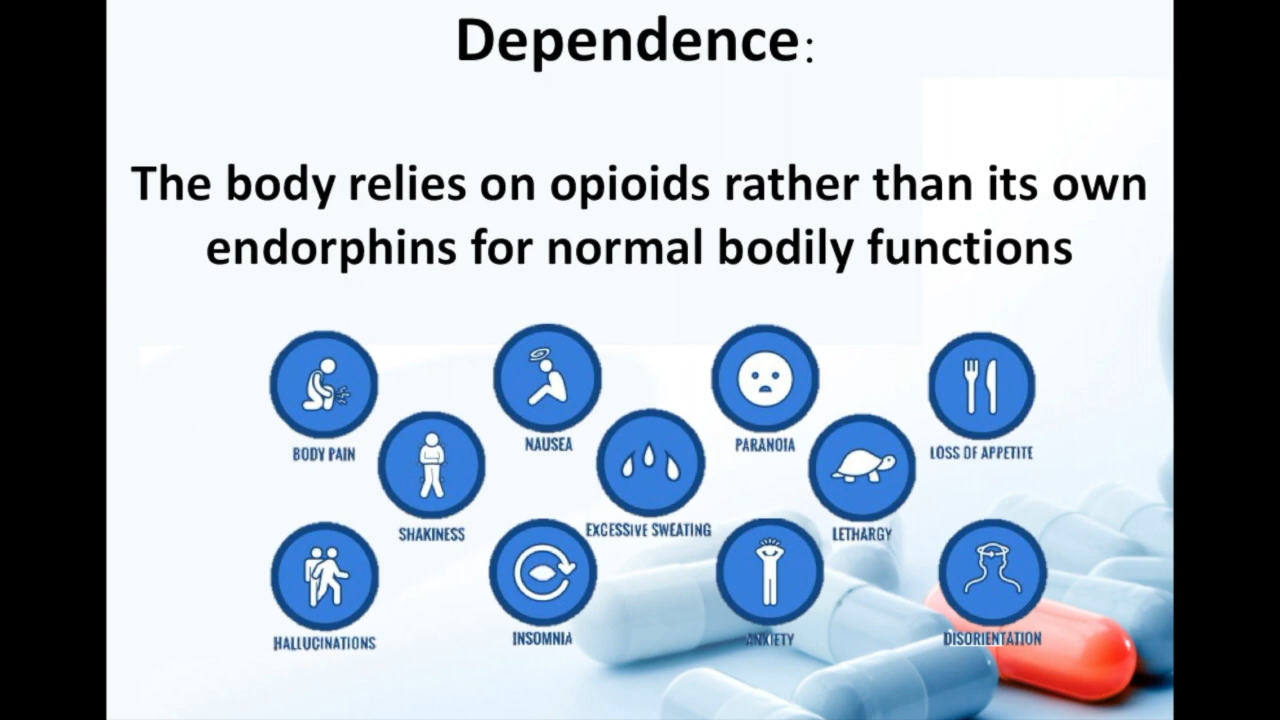 Dependence:
The body relies on opioids rather than its own
endorphins for normal bodily functions
BODY PAIN
NAUSEA
PARANOIA
LOSS OF APPETITE
SHAKINESS
EXCESSIVE SWEATING
LETHARGY
HALLUCINATIONS
INSOMNIA
ANXIETY
DISORIENTATION